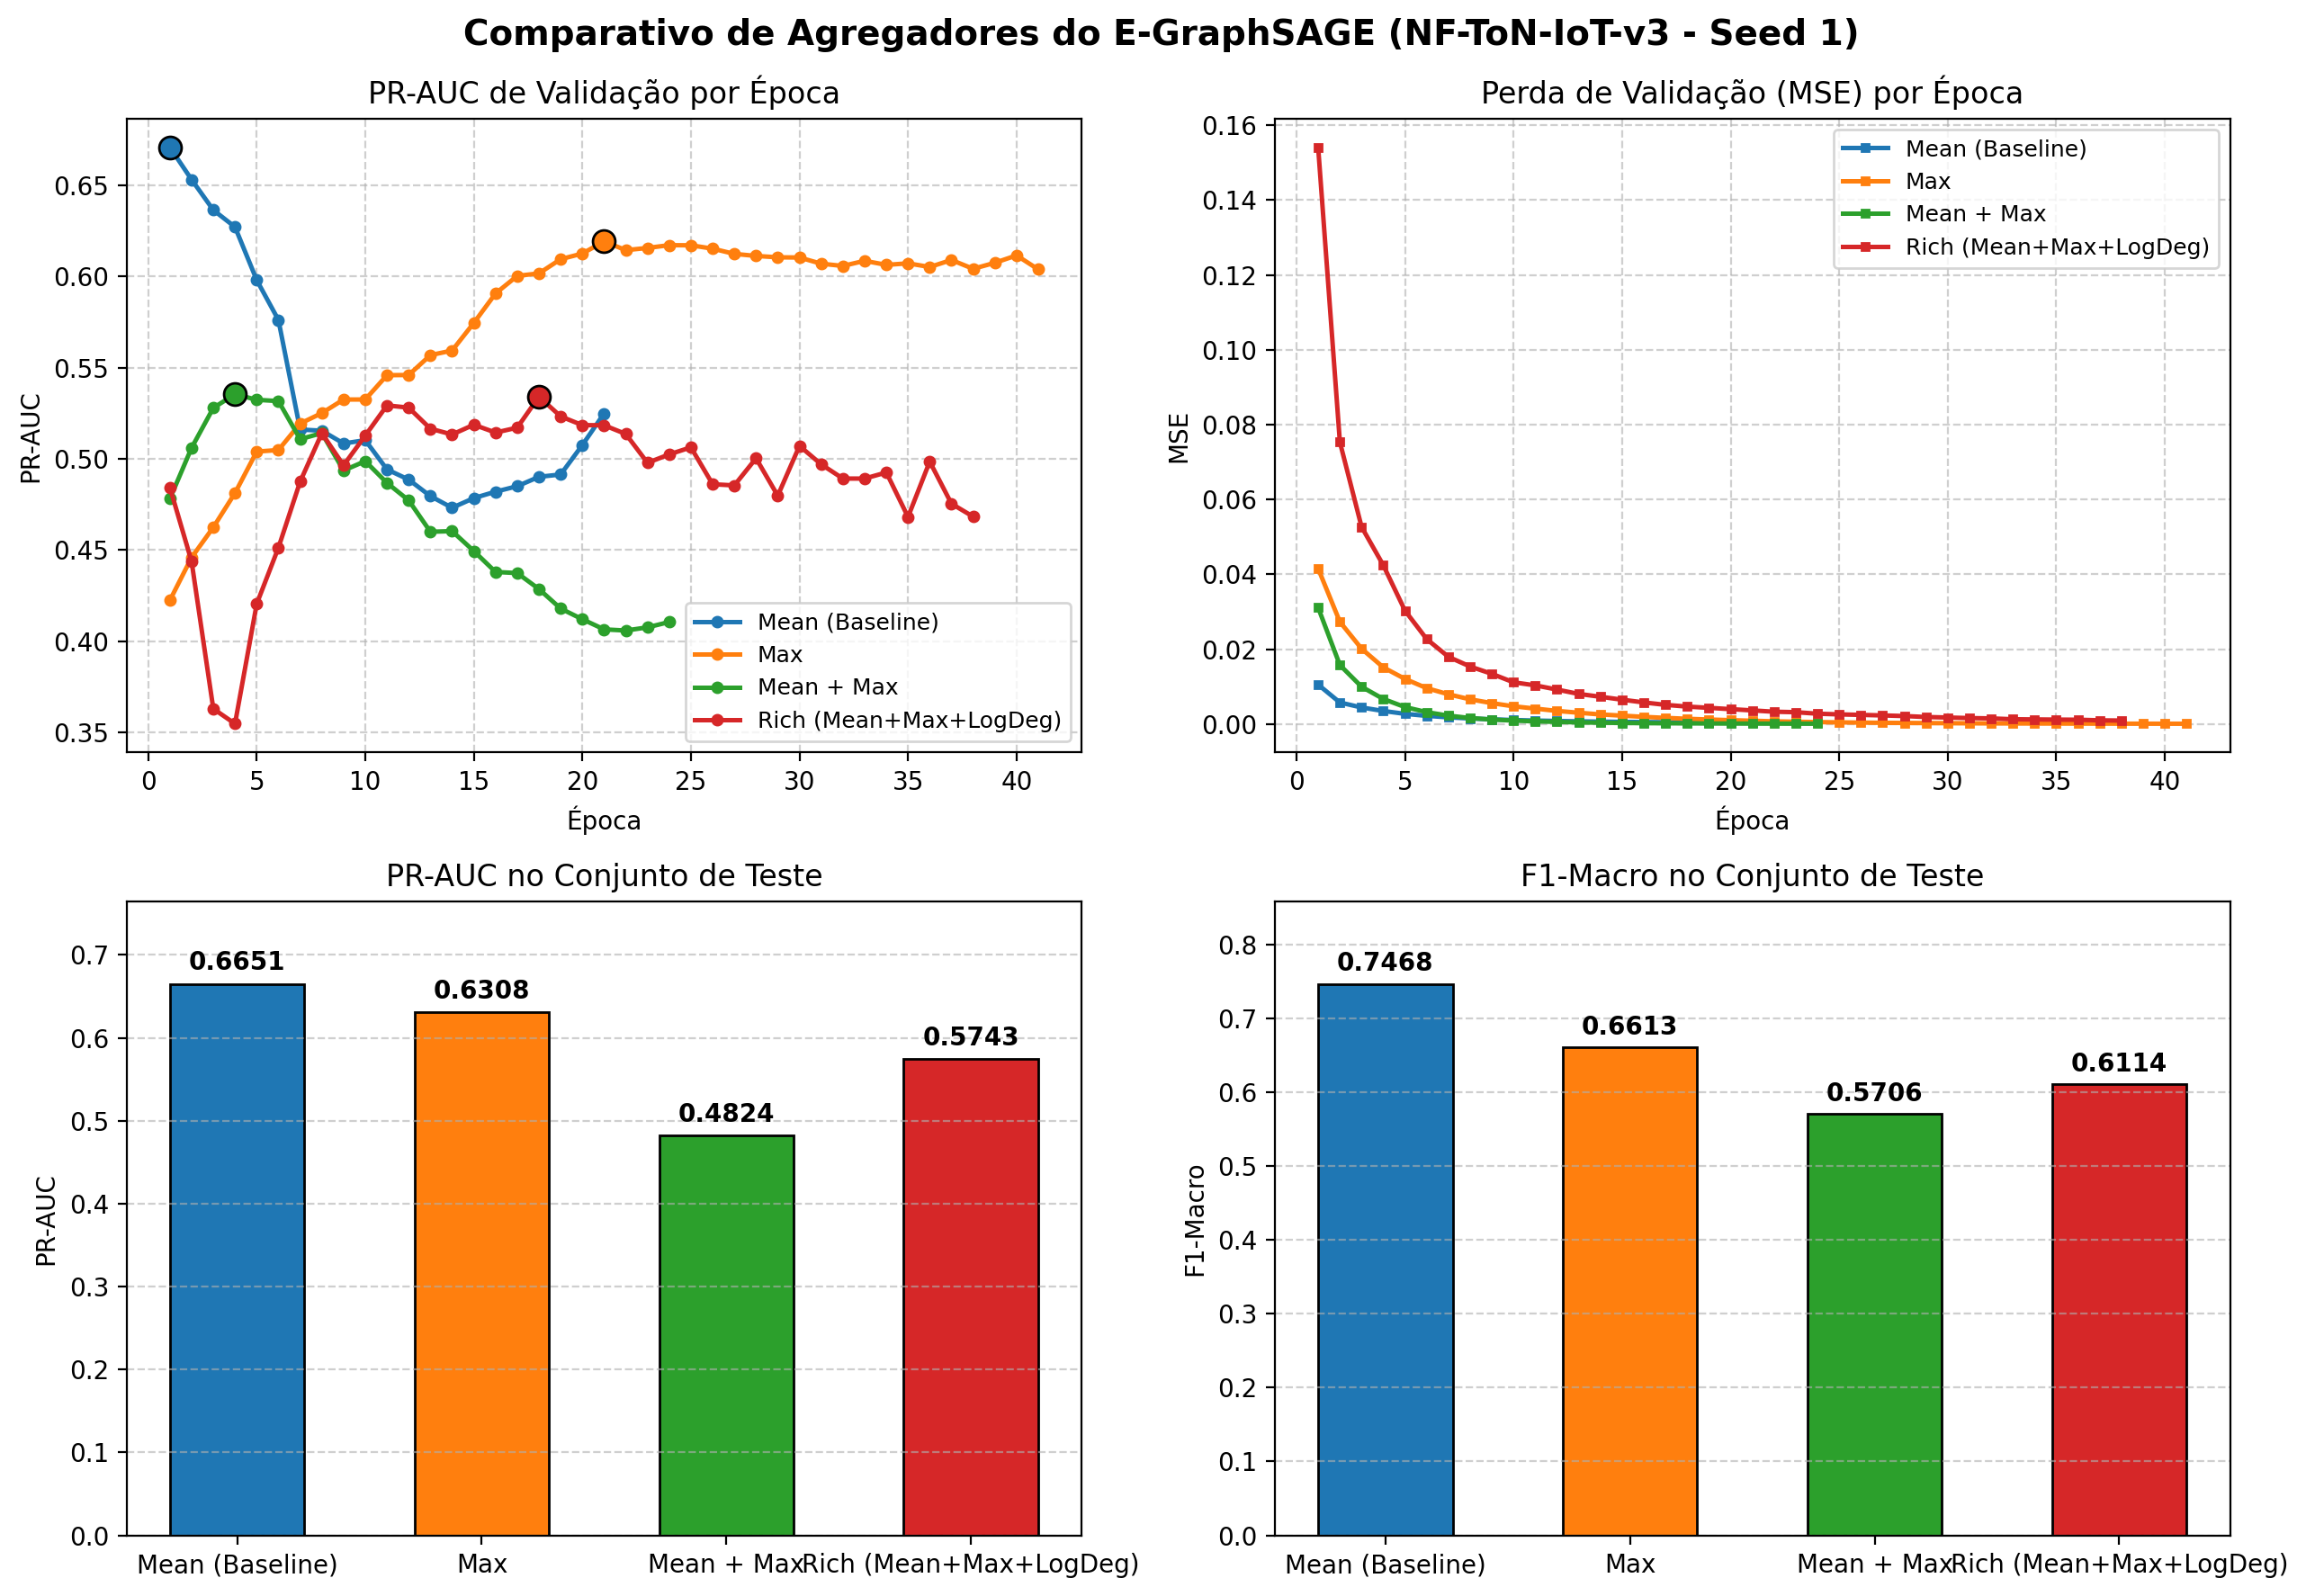 Comparativo de Agregadores do E-GraphSAGE (NF-ToN-IoT-v3 - Seed 1)
PR-AUC de Validação por Época
PR-AUC
0.65
0.60
0.55
0.50
0.45
0.40
0.35
0 5 10 15 20 25 30 35 40
Época
Mean (Baseline)
Max
Mean + Max
Rich (Mean+Max+LogDeg)
Perda de Validação (MSE) por Época
MSE
0.16
0.14
0.12
0.10
0.08
0.06
0.04
0.02
0.00
0 5 10 15 20 25 30 35 40
Época
Mean (Baseline)
Max
Mean + Max
Rich (Mean+Max+LogDeg)
PR-AUC no Conjunto de Teste
PR-AUC
0.7
0.6
0.5
0.4
0.3
0.2
0.1
0.0
0.6651
0.6308
0.4824
0.5743
Mean (Baseline) Max Mean + Max Rich (Mean+Max+LogDeg)
F1-Macro no Conjunto de Teste
F1-Macro
0.8
0.7
0.6
0.5
0.4
0.3
0.2
0.1
0.0
0.7468
0.6613
0.5706
0.6114
Mean (Baseline) Max Mean + Max Rich (Mean+Max+LogDeg)